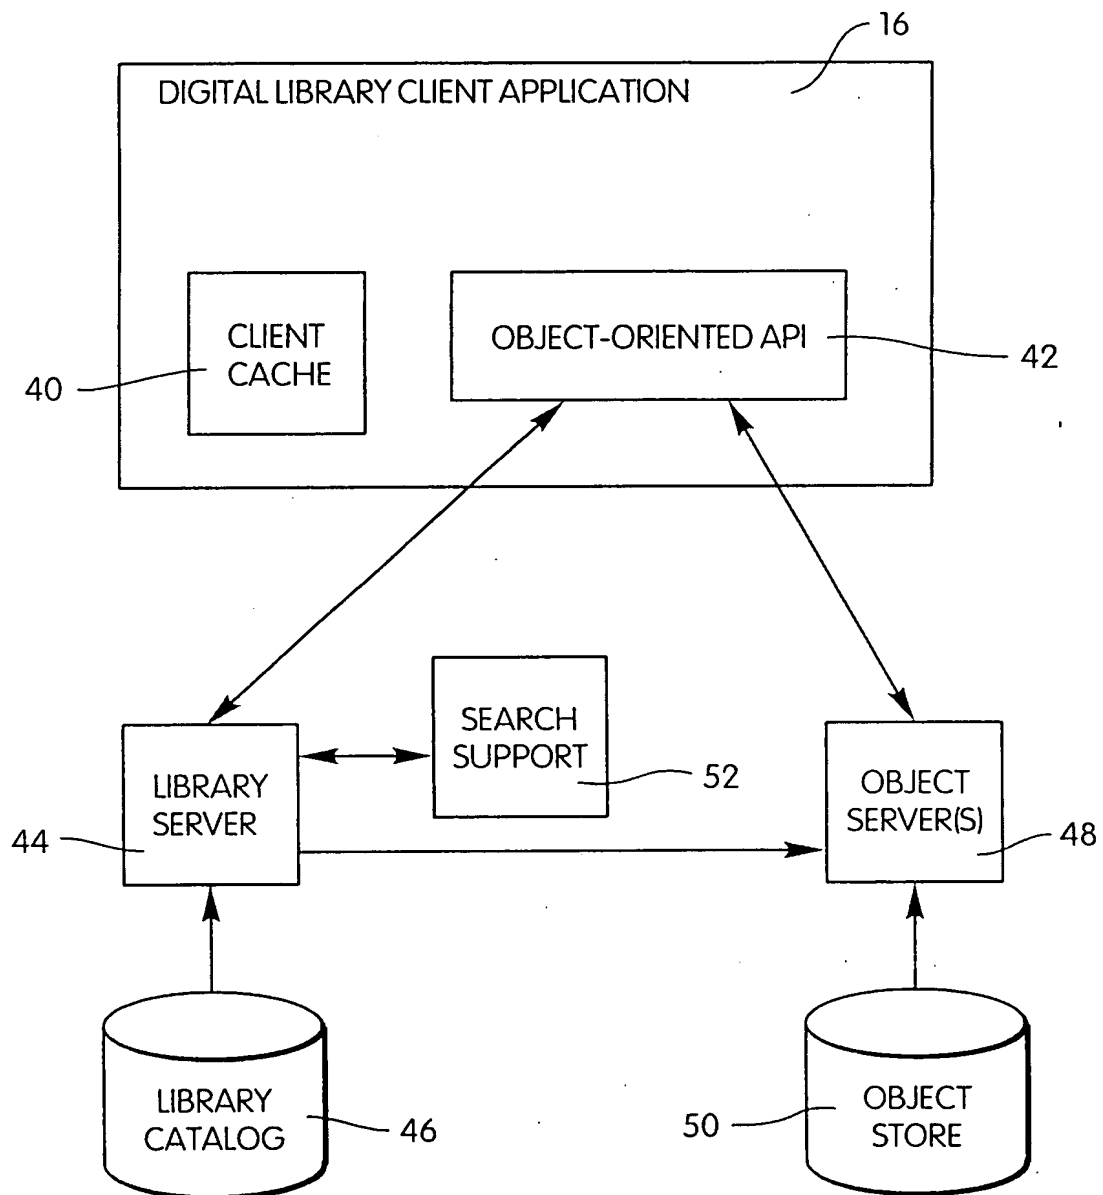 16
DIGITAL LIBRARY CLIENT APPLICATION
CLIENT
CACHE
40
OBJECT-ORIENTED API
42
SEARCH
SUPPORT
52
LIBRARY
SERVER
44
OBJECT
SERVER(S)
48
LIBRARY
CATALOG
46
OBJECT
STORE
50